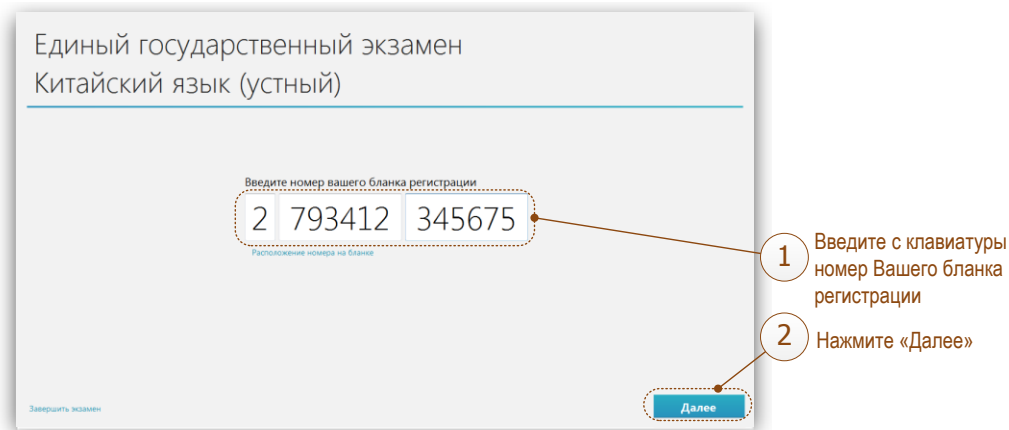 Единый государственный экзамен
Китайский язык (устный)
Введите номер вашего бланка регистрации
2 793412 345675
Расположение номера на бланке
1 Введите с клавиатуры
номер Вашего бланка
регистрации
2 Нажмите «Далее»
Завершить экзамен
Далее